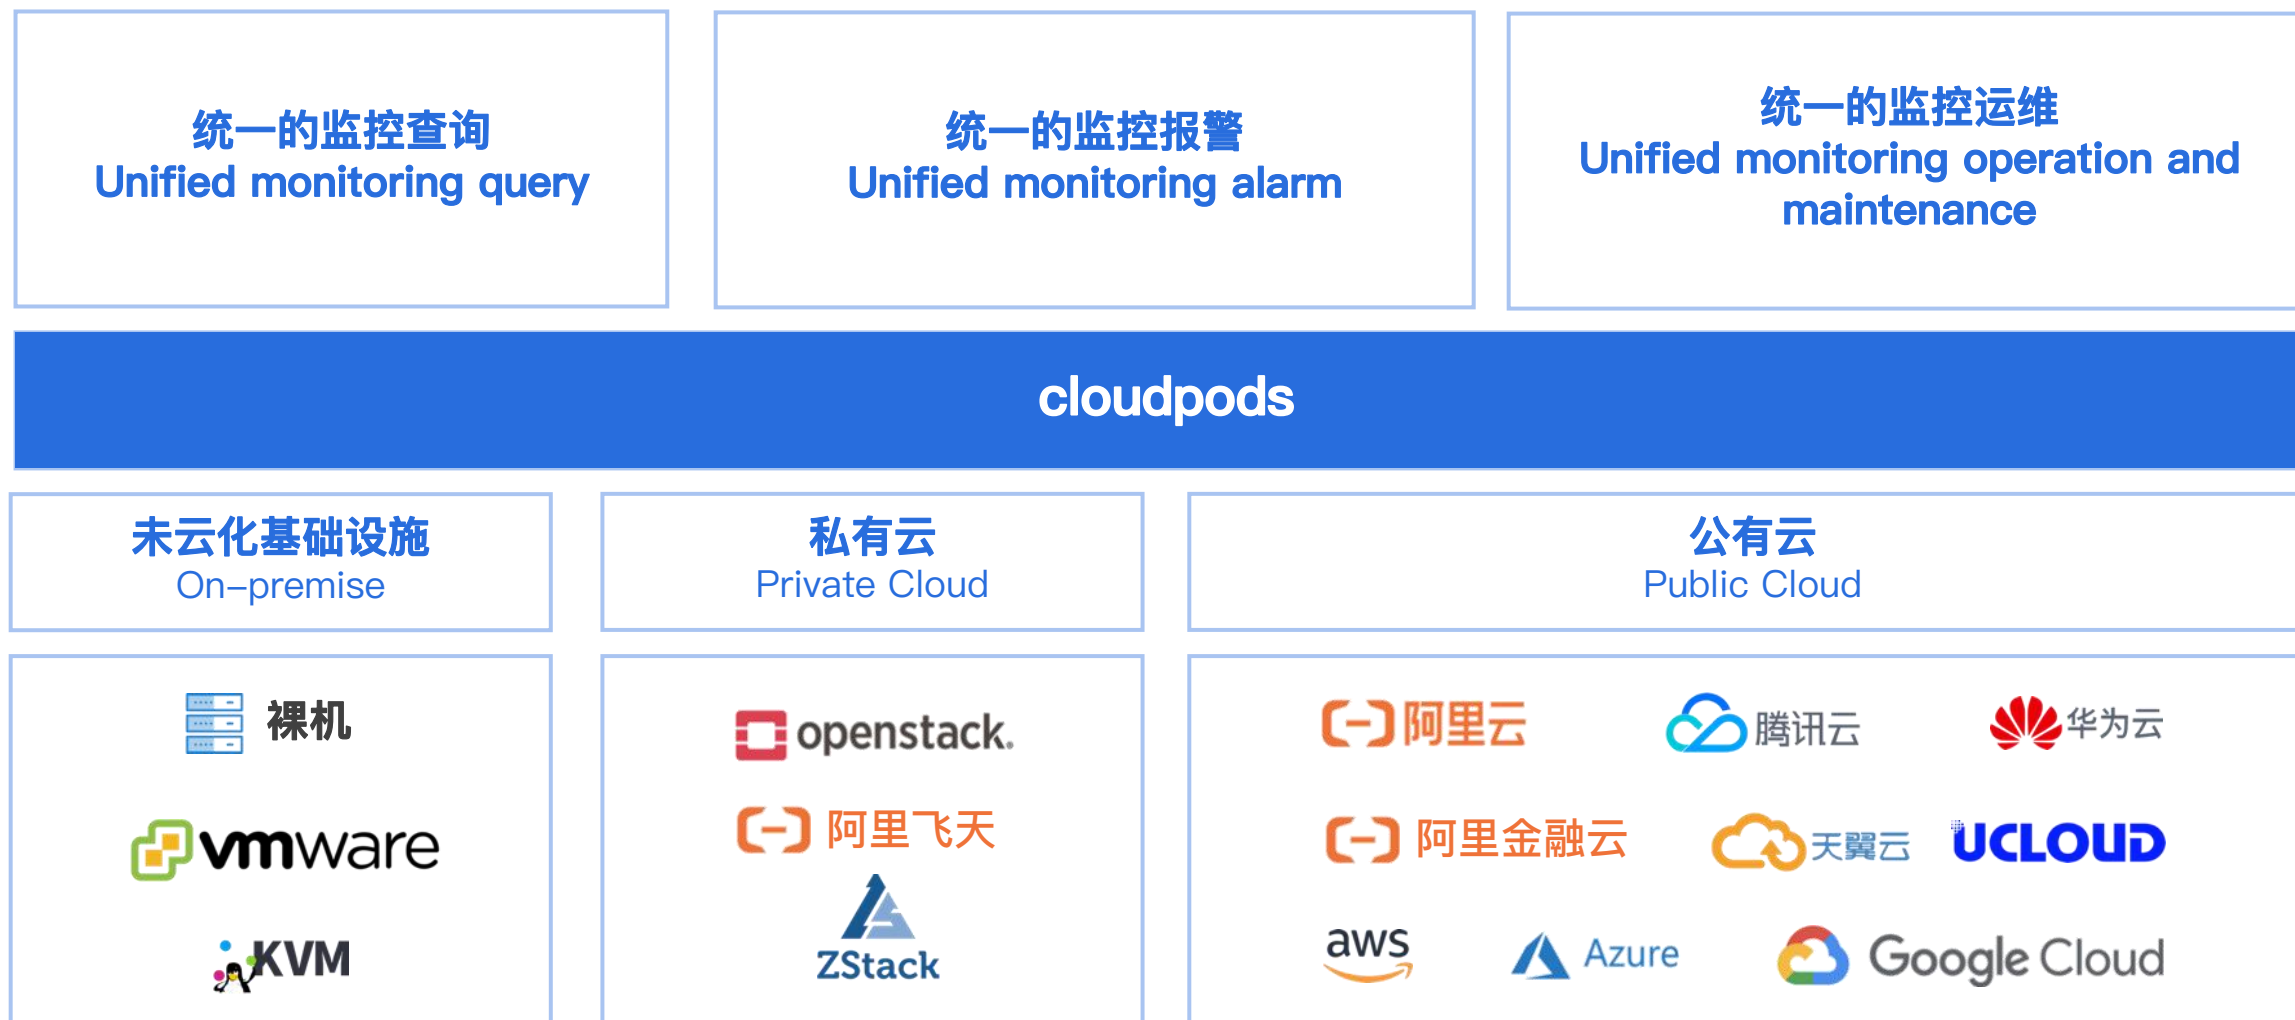 统一的监控查询
Unified monitoring query
统一的监控报警
Unified monitoring alarm
统一的监控运维
Unified monitoring operation and
maintenance
cloudpods
未云化基础设施
On-premise
私有云
Private Cloud
公有云
Public Cloud
裸机
vmware
KVM
openstack.
阿里飞天
ZStack
阿里云
腾讯云
华为云
阿里金融云
天翼云
UCLOUD
aws
Azure
Google Cloud